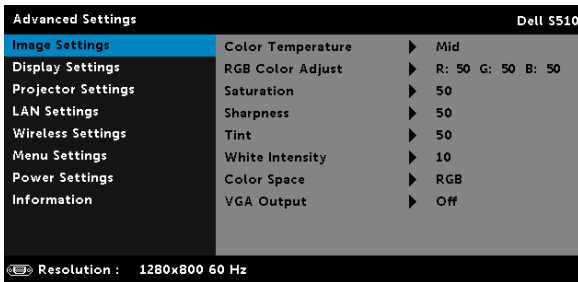 Advanced Settings Dell S510
Image Settings Color Temperature Mid
Display Settings RGB Color Adjust R: 50 G: 50 B: 50
Projector Settings Saturation 50
LAN Settings Sharpness 50
Wireless Settings Tint 50
Menu Settings White Intensity 10
Power Settings Color Space RGB
Information VGA Output Off
Resolution : 1280x800 60 Hz